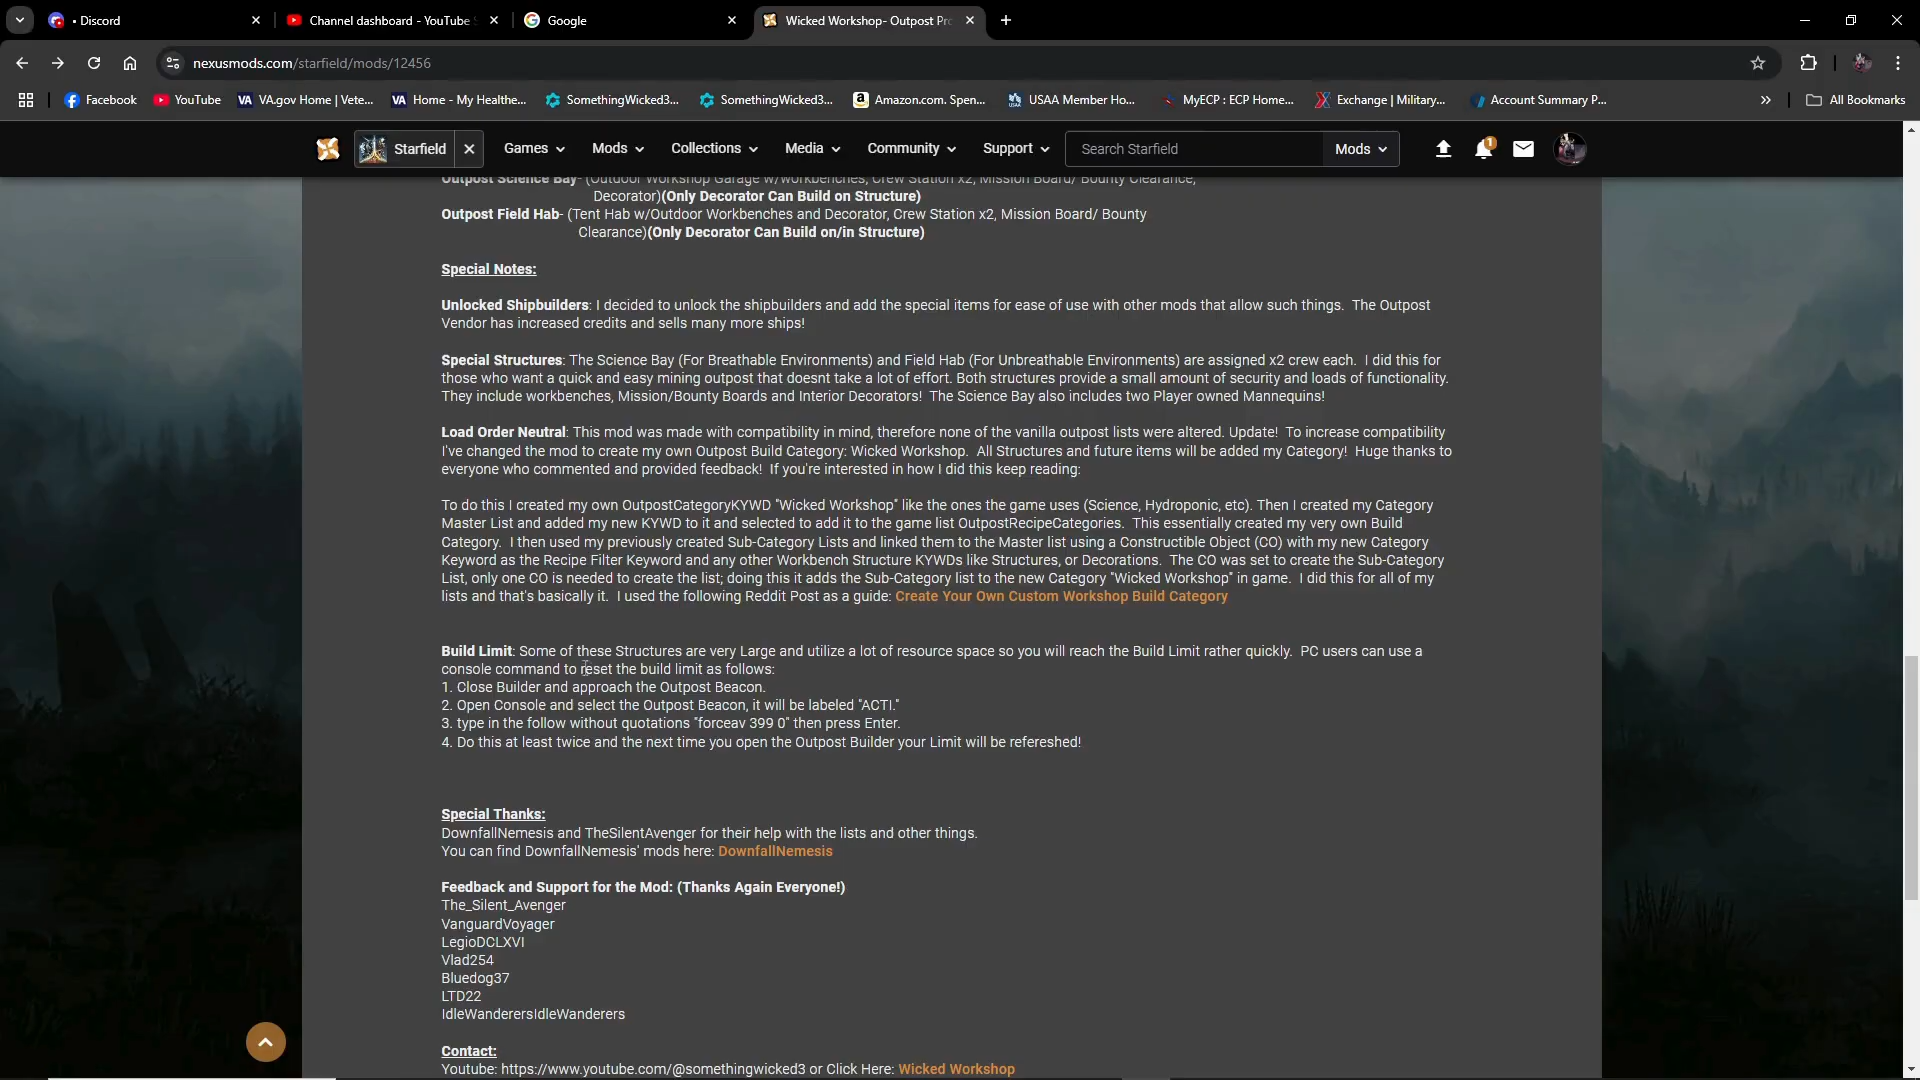 Discord
Channel dashboard - YouTube S
Google
Wicked Workshop- Outpost Pro
nexusmods.com/starfield/mods/12456
Facebook
YouTube
VA.gov Home | Vete...
Home - My Healthe...
SomethingWicked3...
SomethingWicked3...
Amazon.com. Spen...
USAA Member Ho...
MyECP : ECP Home...
Exchange | Military...
Account Summary P...
All Bookmarks
Starfield
Games
Mods
Collections
Media
Community
Support
Search Starfield
Mods
1
Outpost Science Bay- (Outdoor Workshop Garage w/workbenches, Crew Station x2, Mission Board/ Bounty Clearance,
Decorator)(Only Decorator Can Build on Structure)
Outpost Field Hab- (Tent Hab w/Outdoor Workbenches and Decorator, Crew Station x2, Mission Board/ Bounty
Clearance)(Only Decorator Can Build on/in Structure)
Special Notes:
Unlocked Shipbuilders: I decided to unlock the shipbuilders and add the special items for ease of use with other mods that allow such things. The Outpost
Vendor has increased credits and sells many more ships!
Special Structures: The Science Bay (For Breathable Environments) and Field Hab (For Unbreathable Environments) are assigned x2 crew each. I did this for
those who want a quick and easy mining outpost that doesnt take a lot of effort. Both structures provide a small amount of security and loads of functionality.
They include workbenches, Mission/Bounty Boards and Interior Decorators! The Science Bay also includes two Player owned Mannequins!
Load Order Neutral: This mod was made with compatibility in mind, therefore none of the vanilla outpost lists were altered. Update! To increase compatibility
I've changed the mod to create my own Outpost Build Category: Wicked Workshop. All Structures and future items will be added my Category! Huge thanks to
everyone who commented and provided feedback! If you're interested in how I did this keep reading:
To do this I created my own OutpostCategoryKYWD "Wicked Workshop" like the ones the game uses (Science, Hydroponic, etc). Then I created my Category
Master List and added my new KYWD to it and selected to add it to the game list OutpostRecipeCategories. This essentially created my very own Build
Category. I then used my previously created Sub-Category Lists and linked them to the Master list using a Constructible Object (CO) with my new Category
Keyword as the Recipe Filter Keyword and any other Workbench Structure KYWDs like Structures, or Decorations. The CO was set to create the Sub-Category
List, only one CO is needed to create the list; doing this it adds the Sub-Category list to the new Category "Wicked Workshop" in game. I did this for all of my
lists and that's basically it. I used the following Reddit Post as a guide: Create Your Own Custom Workshop Build Category
Build Limit: Some of these Structures are very Large and utilize a lot of resource space so you will reach the Build Limit rather quickly. PC users can use a
console command to reset the build limit as follows:
1. Close Builder and approach the Outpost Beacon.
2. Open Console and select the Outpost Beacon, it will be labeled "ACTI."
3. type in the follow without quotations "forceav 399 0" then press Enter.
4. Do this at least twice and the next time you open the Outpost Builder your Limit will be refereshed!
Special Thanks:
DownfallNemesis and TheSilentAvenger for their help with the lists and other things.
You can find DownfallNemesis' mods here: DownfallNemesis
Feedback and Support for the Mod: (Thanks Again Everyone!)
The_Silent_Avenger
VanguardVoyager
LegioDCLXVI
Vlad254
Bluedog37
LTD22
IdleWanderersIdleWanderers
Contact:
Youtube: https://www.youtube.com/@somethingwicked3 or Click Here: Wicked Workshop